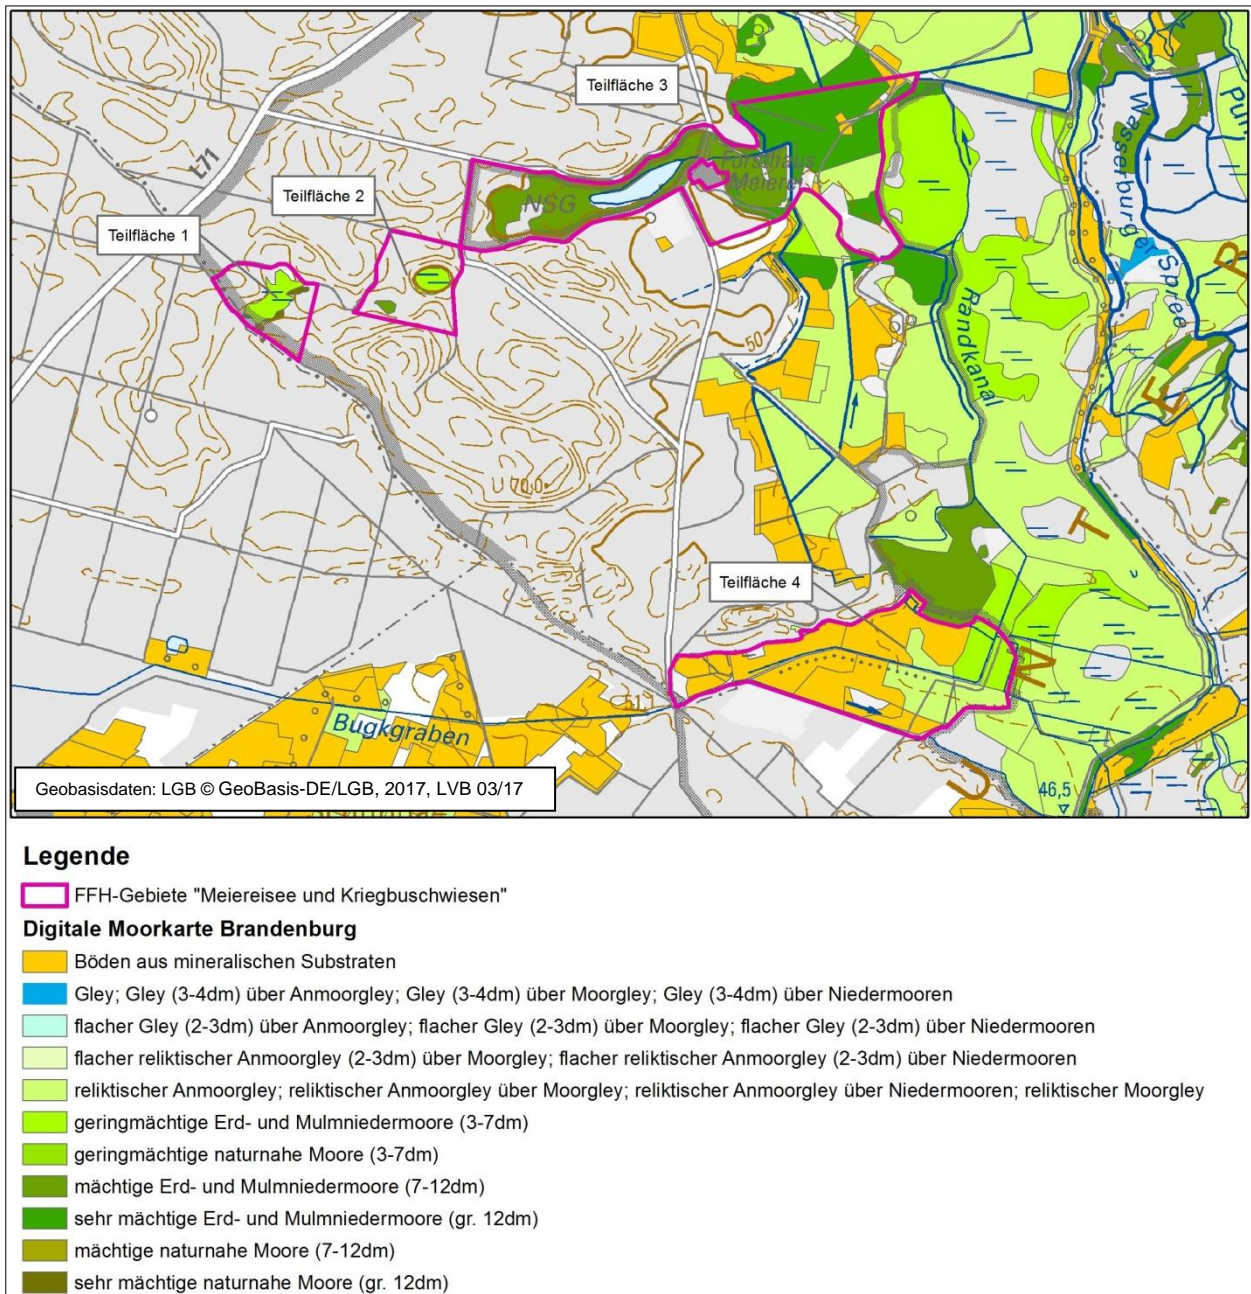 L71
Teilfläche 3
Teilfläche 2
Teilfläche 1
NSG
Forsthaus
Meierei
Wasserburger
Spree
Randkanal
50
R
E
T
N
U
Teilfläche 4
Bugkgraben
46,5
Geobasisdaten: LGB © GeoBasis-DE/LGB, 2017, LVB 03/17
Legende
FFH-Gebiete "Meiereisee und Kriegbuschwiesen"
Digitale Moorkarte Brandenburg
Böden aus mineralischen Substraten
Gley; Gley (3-4dm) über Anmoorgley; Gley (3-4dm) über Moorgley; Gley (3-4dm) über Niedermooren
flacher Gley (2-3dm) über Anmoorgley; flacher Gley (2-3dm) über Moorgley; flacher Gley (2-3dm) über Niedermooren
flacher reliktischer Anmoorgley (2-3dm) über Moorgley; flacher reliktischer Anmoorgley (2-3dm) über Niedermooren
reliktischer Anmoorgley; reliktischer Anmoorgley über Moorgley; reliktischer Anmoorgley über Niedermooren; reliktischer Moorgley
geringmächtige Erd- und Mulmniedermoore (3-7dm)
geringmächtige naturnahe Moore (3-7dm)
mächtige Erd- und Mulmniedermoore (7-12dm)
sehr mächtige Erd- und Mulmniedermoore (gr. 12dm)
mächtige naturnahe Moore (7-12dm)
sehr mächtige naturnahe Moore (gr. 12dm)